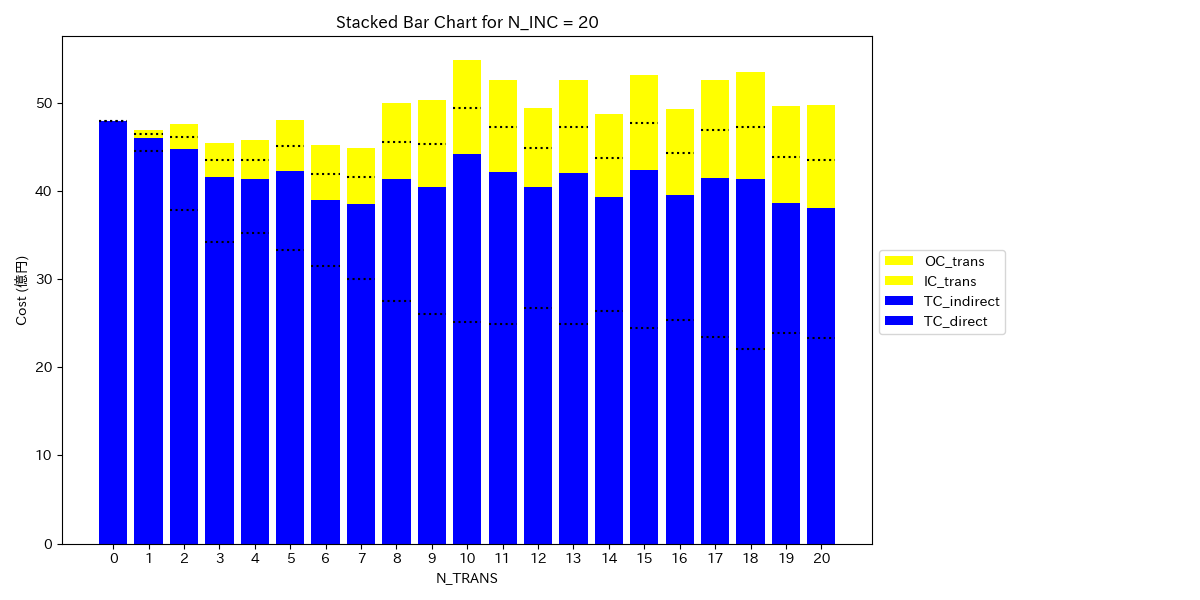 Stacked Bar Chart for N_INC = 20
Cost (億円)
50
40
30
20
10
0
0 1 2 3 4 5 6 7 8 9 10 11 12 13 14 15 16 17 18 19 20
N_TRANS
OC_trans
IC_trans
TC_indirect
TC_direct